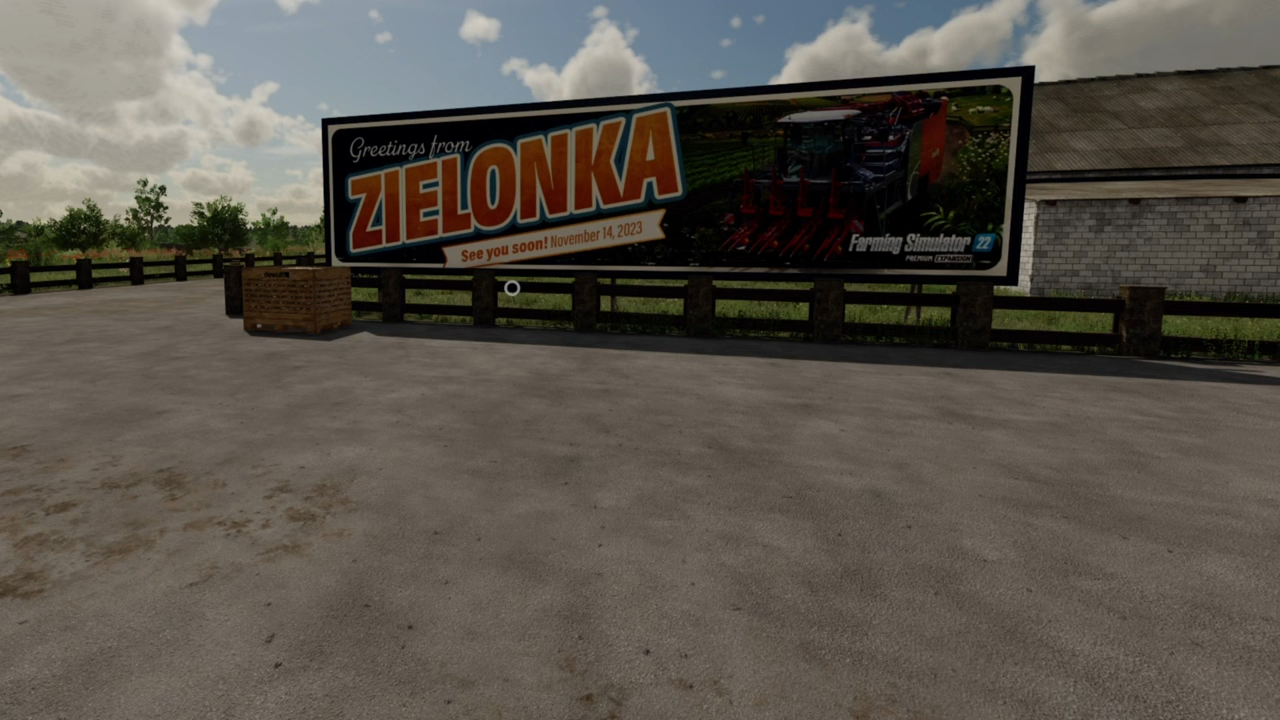 Greetings from
ZIELONKA
See you soon! November 14, 2023
Farming Simulator 22
PREMIUM EXPANSION